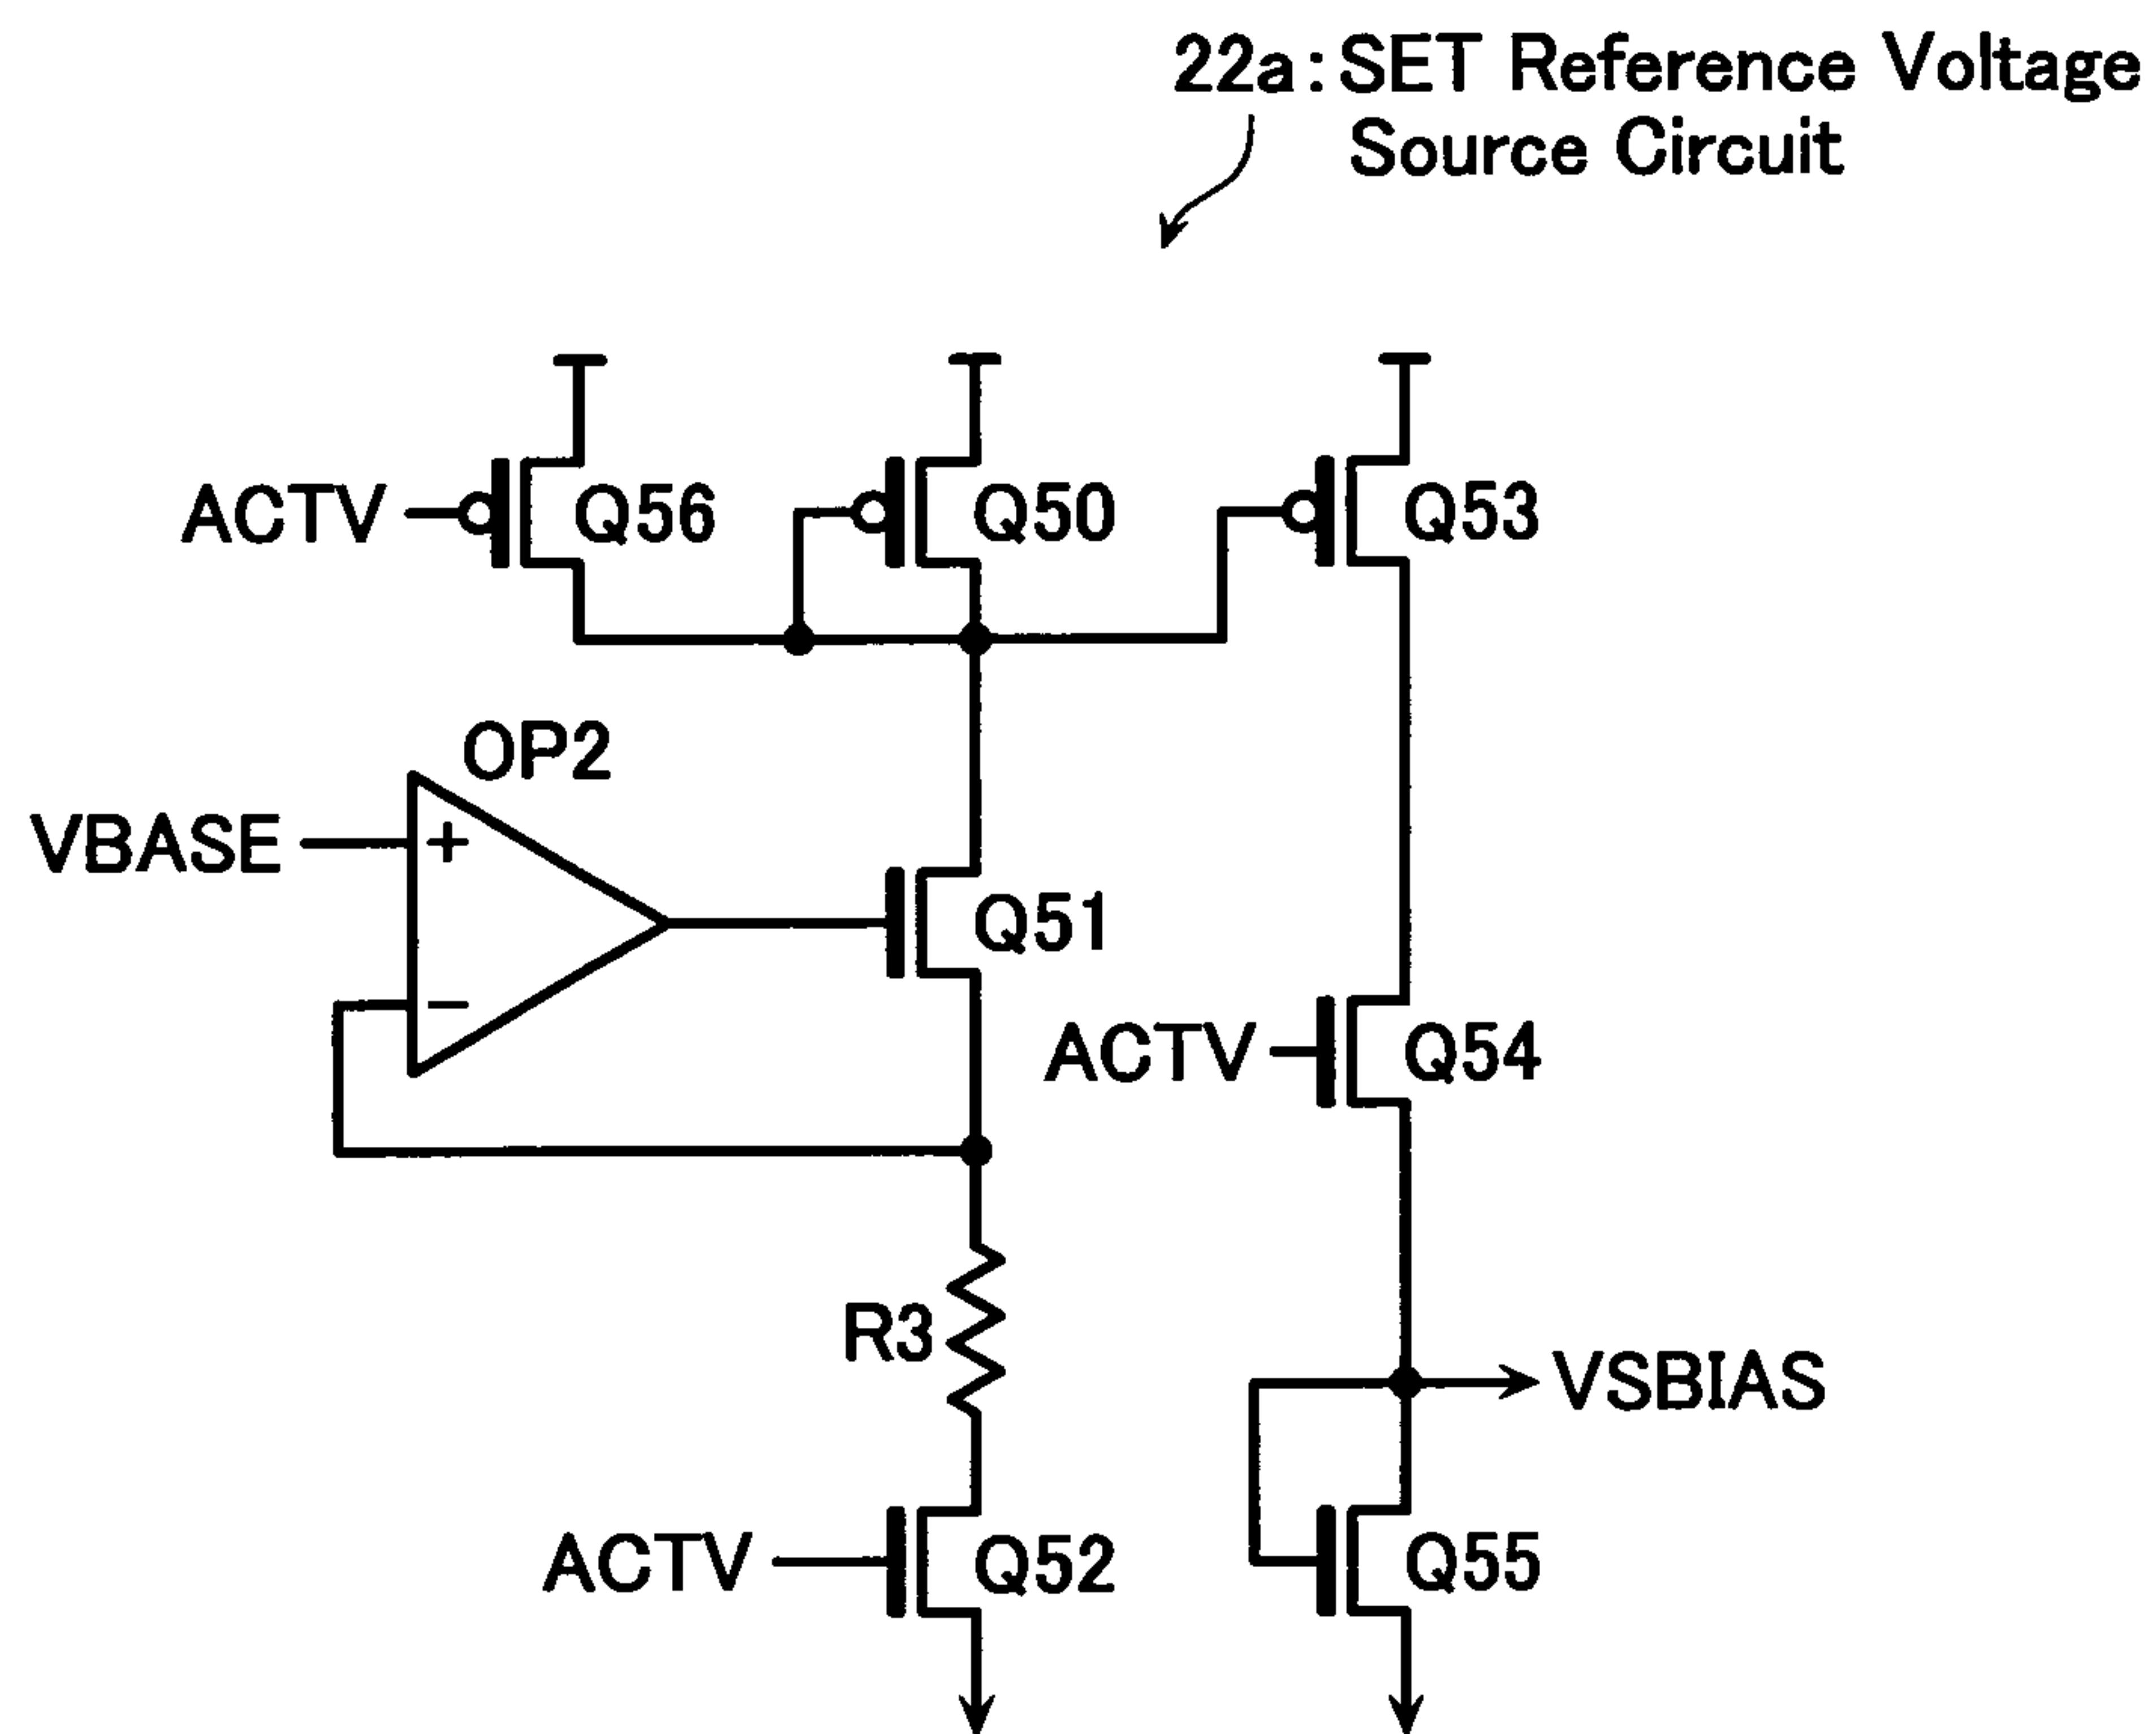 22a: SET Reference Voltage
Source Circuit
ACTV
Q56
Q50
Q53
OP2
VBASE
+
Q51
−
ACTV
Q54
R3
VSBIAS
ACTV
Q52
Q55